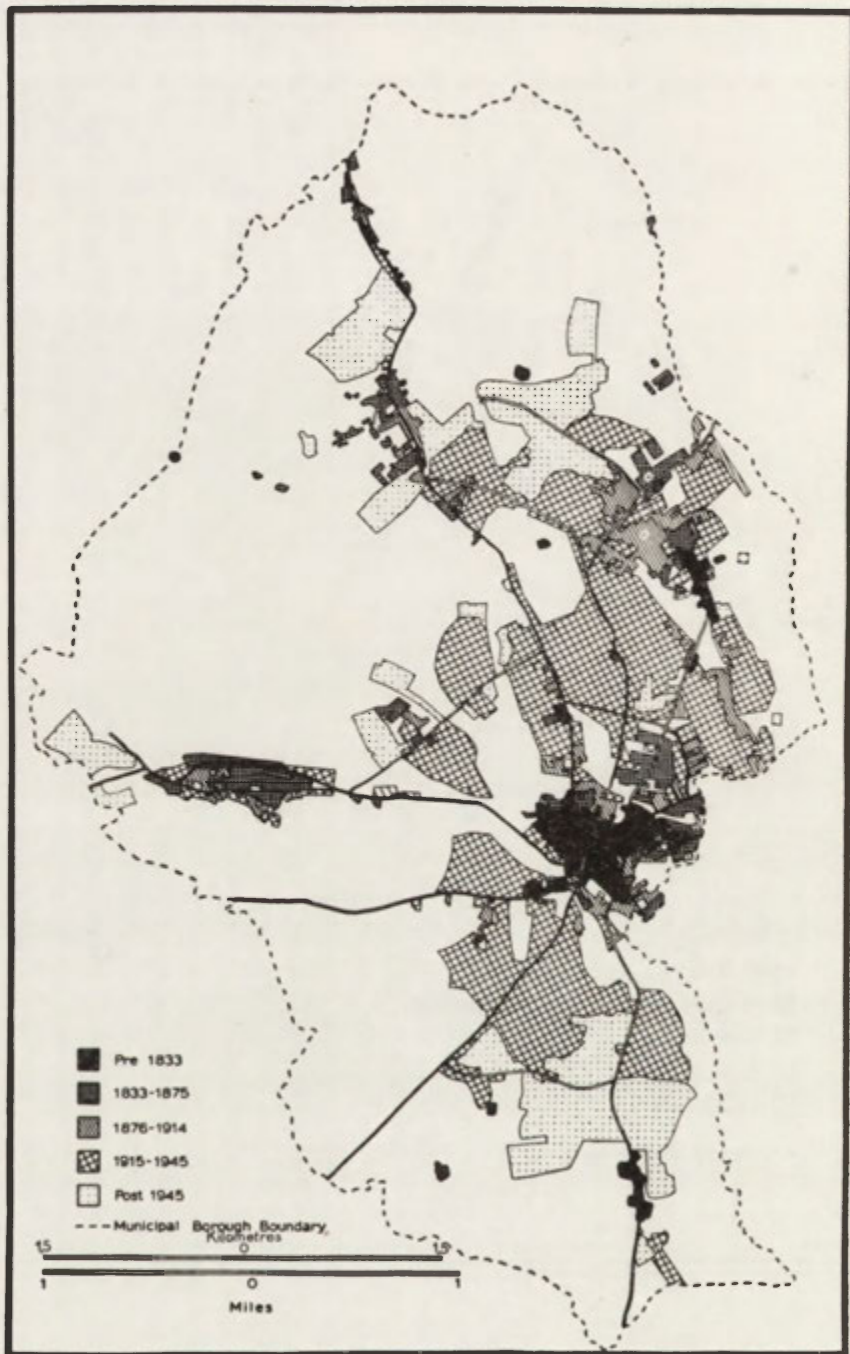 Pre 1833
1833-1875
1876-1914
1915-1945
Post 1945
Municipal Borough Boundary
Kilometres
1.5 0 1.5
1 0 1
Miles